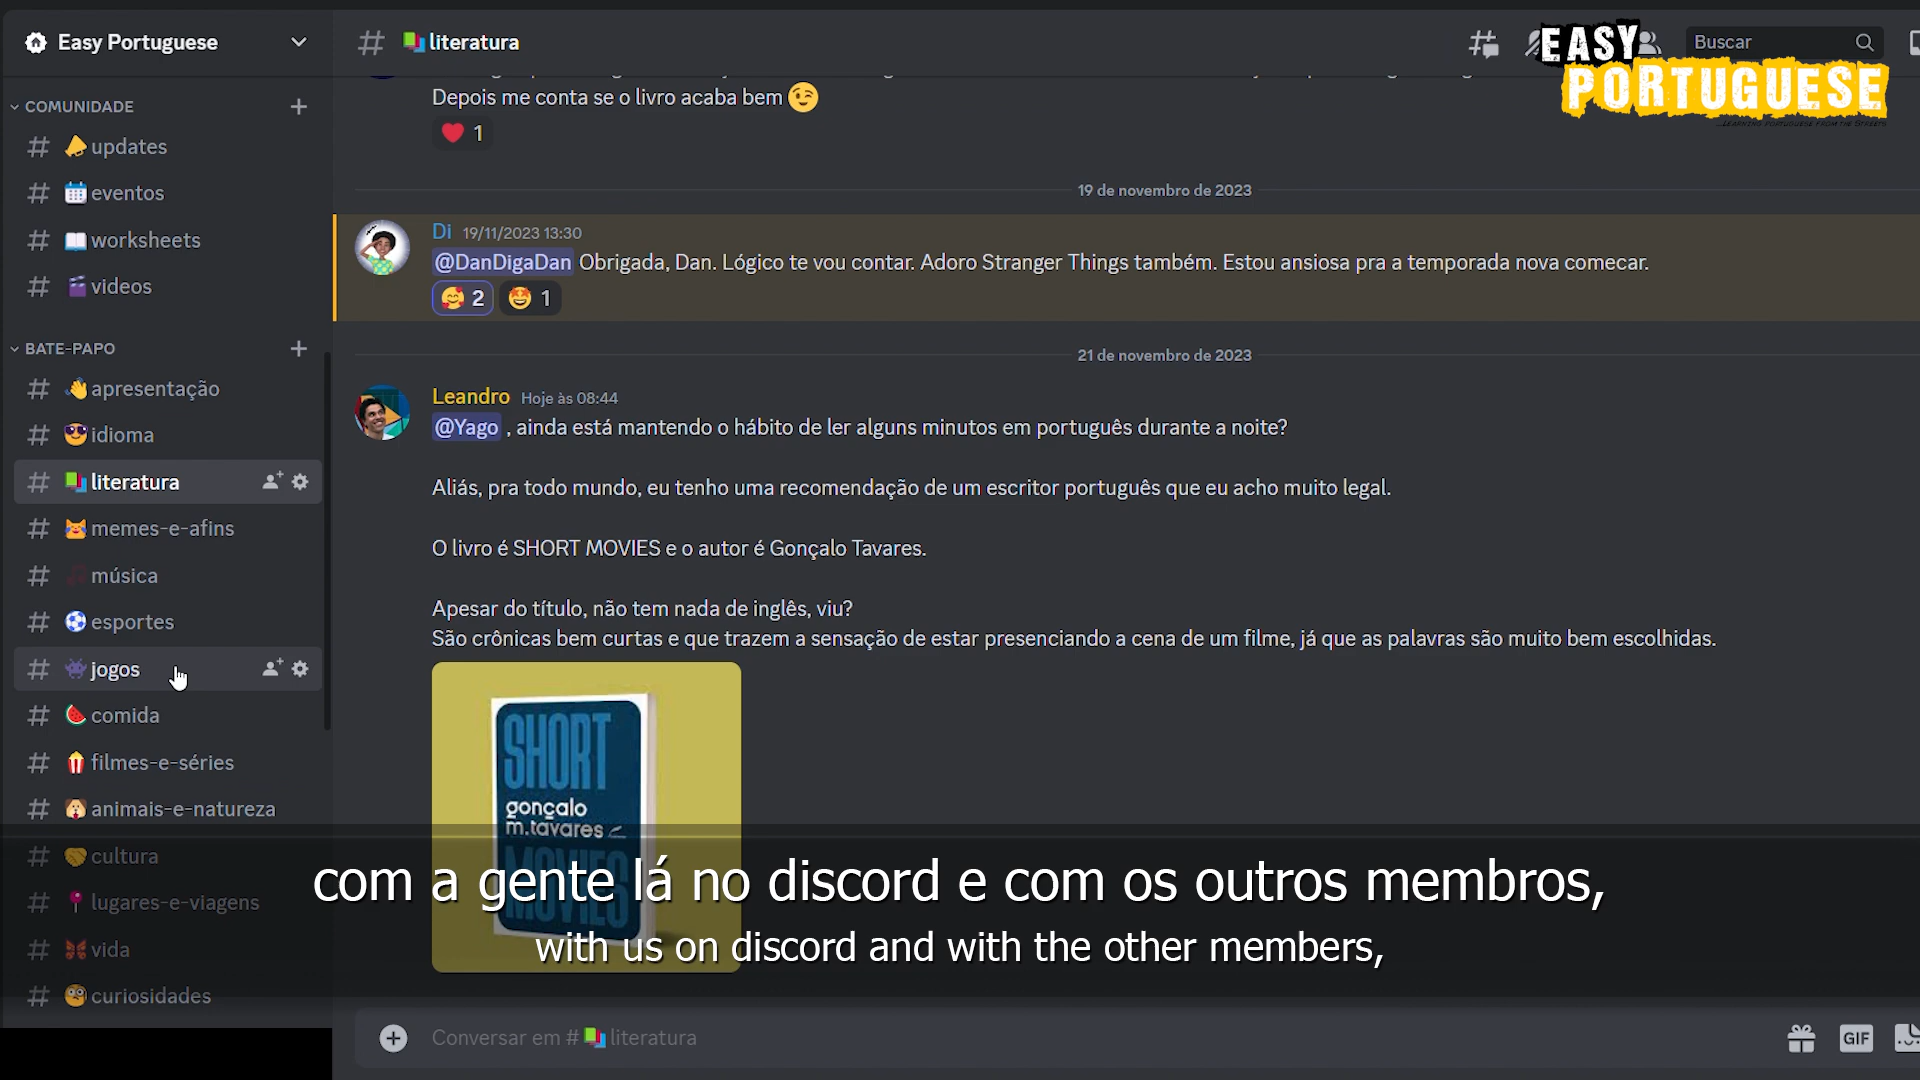 Easy Portuguese
COMUNIDADE
updates
eventos
worksheets
videos
BATE-PAPO
apresentação
idioma
literatura
memes-e-afins
música
esportes
jogos
comida
filmes-e-séries
animais-e-natureza
cultura
lugares-e-viagens
vida
curiosidades
literatura
Buscar
EASY
PORTUGUESE
Depois me conta se o livro acaba bem 😉
❤️ 1
19 de novembro de 2023
Di 19/11/2023 13:30
@DanDigaDan Obrigada, Dan. Lógico te vou contar. Adoro Stranger Things também. Estou ansiosa pra a temporada nova comecar.
🥰 2 🤩 1
21 de novembro de 2023
Leandro Hoje às 08:44
@Yago , ainda está mantendo o hábito de ler alguns minutos em português durante a noite?
Aliás, pra todo mundo, eu tenho uma recomendação de um escritor português que eu acho muito legal.
O livro é SHORT MOVIES e o autor é Gonçalo Tavares.
Apesar do título, não tem nada de inglês, viu?
São crônicas bem curtas e que trazem a sensação de estar presenciando a cena de um filme, já que as palavras são muito bem escolhidas.
SHORT
gonçalo
m.tavares
MOVIES
com a gente lá no discord e com os outros membros,
with us on discord and with the other members,
Conversar em # literatura
GIF